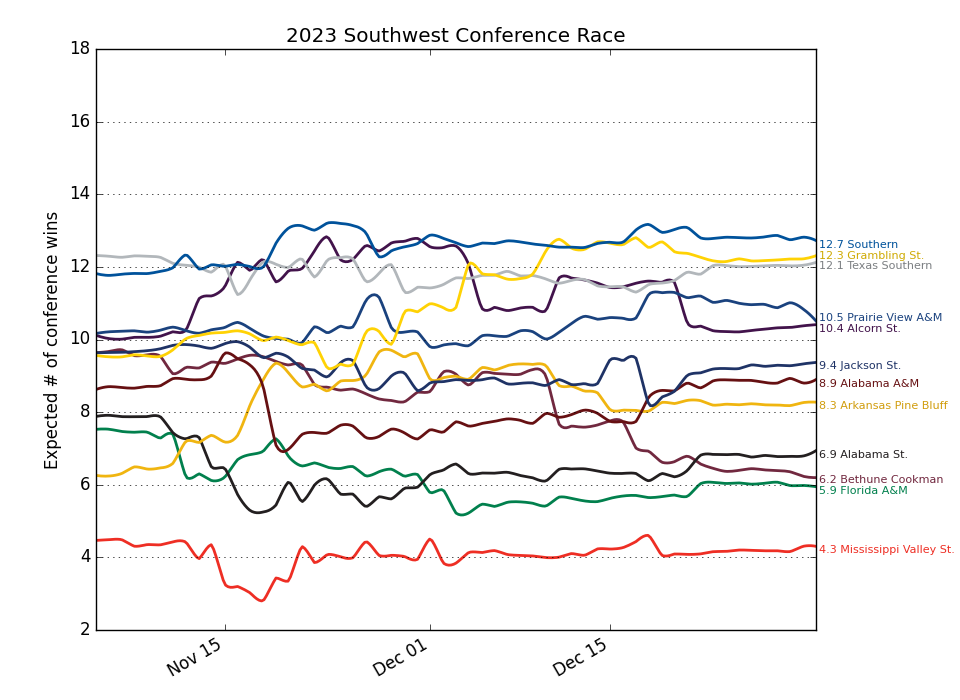 2023 Southwest Conference Race
Expected # of conference wins
18
16
14
12
10
8
6
4
2
Nov 15
Dec 01
Dec 15
12.7 Southern
12.3 Grambling St.
12.1 Texas Southern
10.5 Prairie View A&M
10.4 Alcorn St.
9.4 Jackson St.
8.9 Alabama A&M
8.3 Arkansas Pine Bluff
6.9 Alabama St.
6.2 Bethune Cookman
5.9 Florida A&M
4.3 Mississippi Valley St.